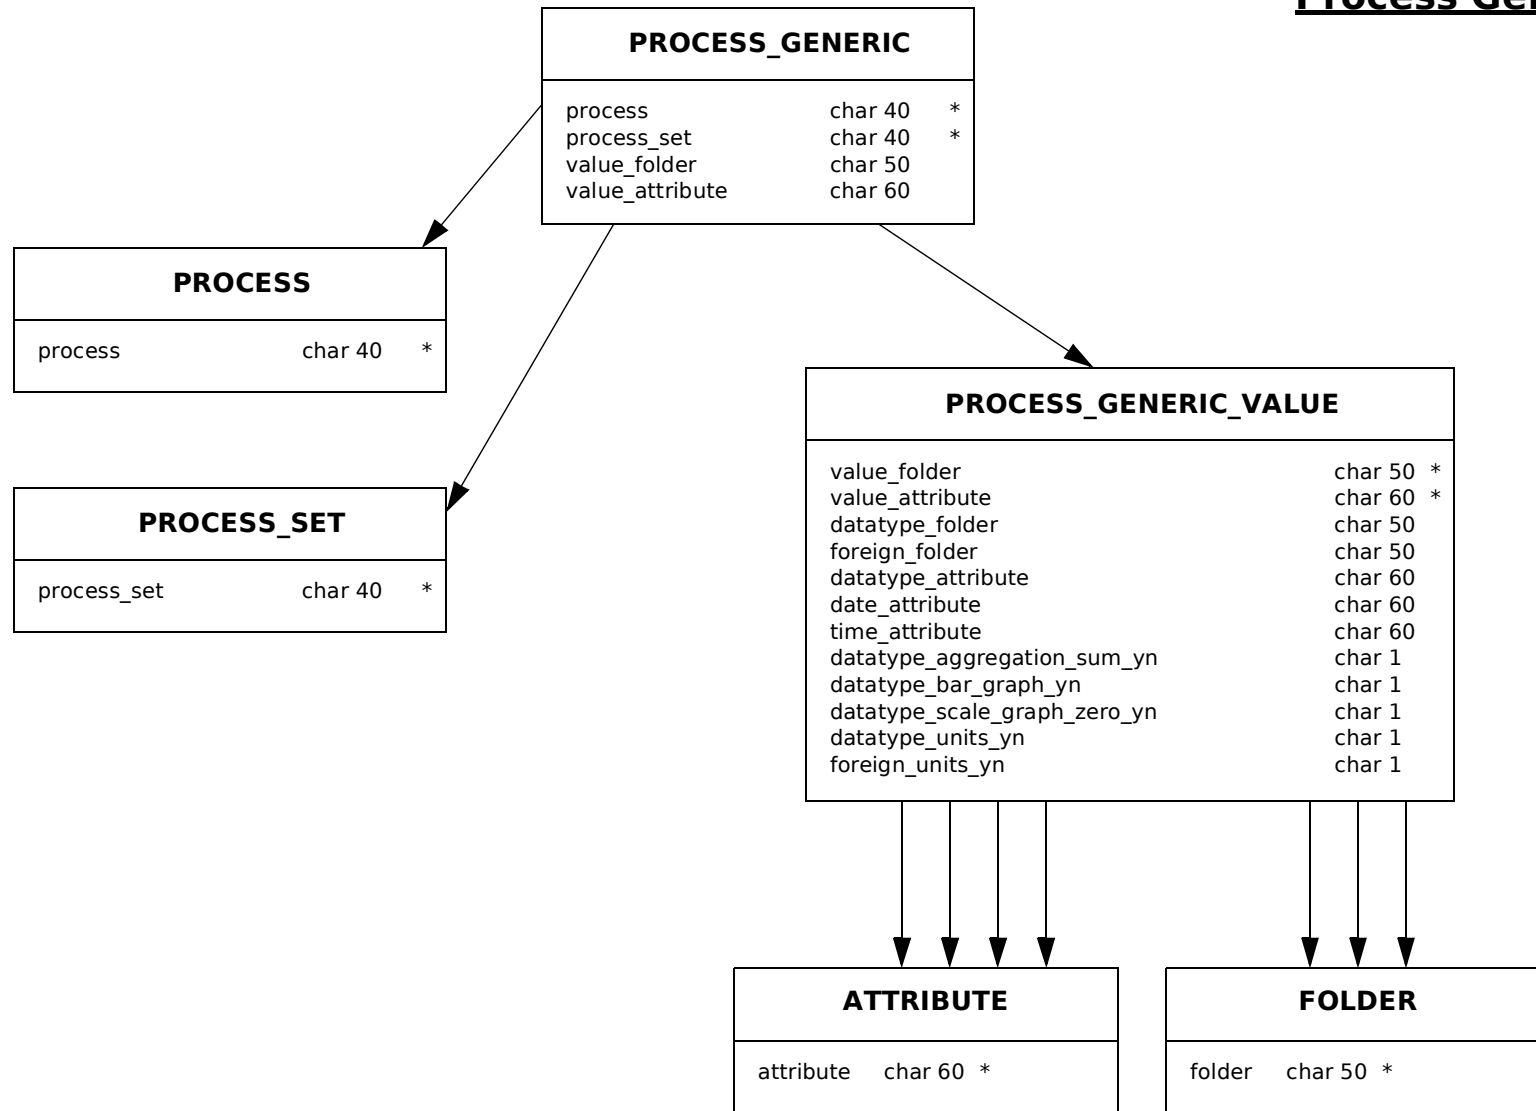 Process Ge
PROCESS_GENERIC
process char 40 *
process_set char 40 *
value_folder char 50
value_attribute char 60
PROCESS
process char 40 *
PROCESS_SET
process_set char 40 *
PROCESS_GENERIC_VALUE
value_folder char 50 *
value_attribute char 60 *
datatype_folder char 50
foreign_folder char 50
datatype_attribute char 60
date_attribute char 60
time_attribute char 60
datatype_aggregation_sum_yn char 1
datatype_bar_graph_yn char 1
datatype_scale_graph_zero_yn char 1
datatype_units_yn char 1
foreign_units_yn char 1
ATTRIBUTE
attribute char 60 *
FOLDER
folder char 50 *